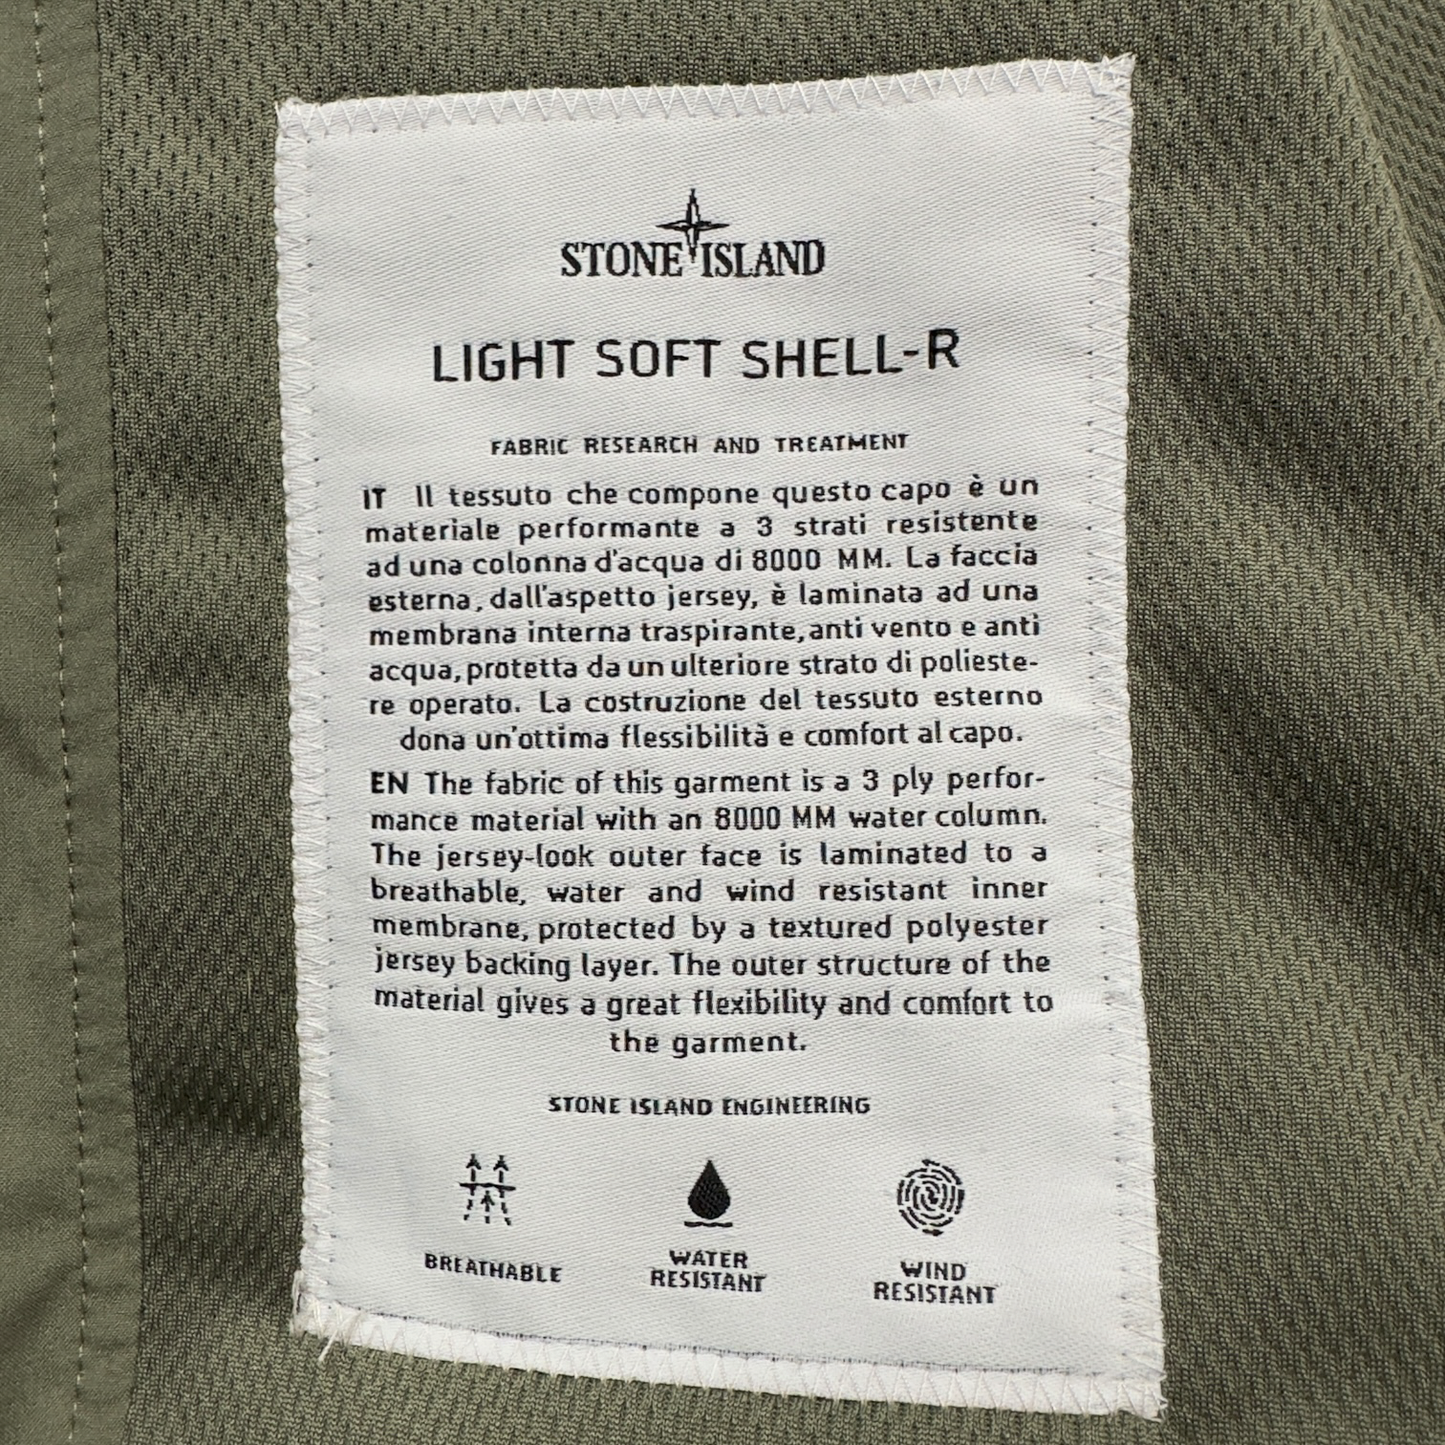 STONE ISLAND
LIGHT SOFT SHELL-R
FABRIC RESEARCH AND TREATMENT
IT Il tessuto che compone questo capo è un
materiale performante a 3 strati resistente
ad una colonna d'acqua di 8000 MM. La faccia
esterna, dall'aspetto jersey, è laminata ad una
membrana interna traspirante, anti vento e anti
acqua, protetta da un ulteriore strato di polieste-
re operato. La costruzione del tessuto esterno
dona un'ottima flessibilità e comfort al capo.
EN The fabric of this garment is a 3 ply perfor-
mance material with an 8000 MM water column.
The jersey-look outer face is laminated to a
breathable, water and wind resistant inner
membrane, protected by a textured polyester
jersey backing layer. The outer structure of the
material gives a great flexibility and comfort to
the garment.
STONE ISLAND ENGINEERING
BREATHABLE
WATER
RESISTANT
WIND
RESISTANT